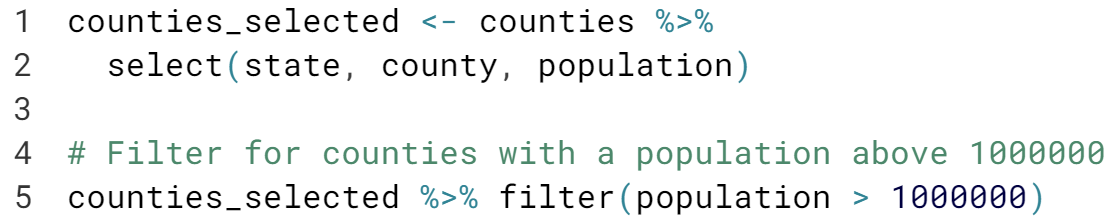 1 counties_selected <- counties %>%
2   select(state, county, population)
3
4 # Filter for counties with a population above 1000000
5 counties_selected %>% filter(population > 1000000)